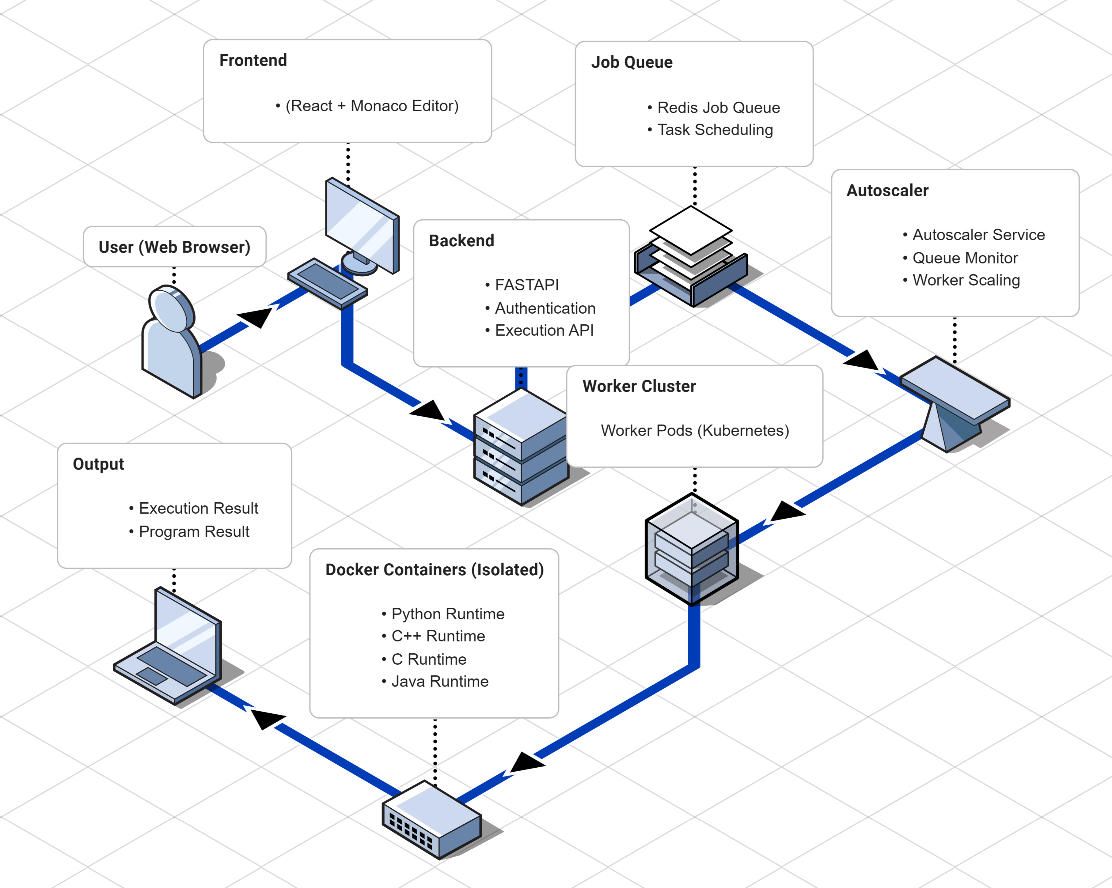 Frontend
• (React + Monaco Editor)
Job Queue
• Redis Job Queue
• Task Scheduling
Autoscaler
• Autoscaler Service
• Queue Monitor
• Worker Scaling
User (Web Browser)
Backend
• FASTAPI
• Authentication
• Execution API
Worker Cluster
Worker Pods (Kubernetes)
Output
• Execution Result
• Program Result
Docker Containers (Isolated)
• Python Runtime
• C++ Runtime
• C Runtime
• Java Runtime